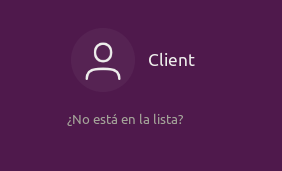 Client
¿No está en la lista?